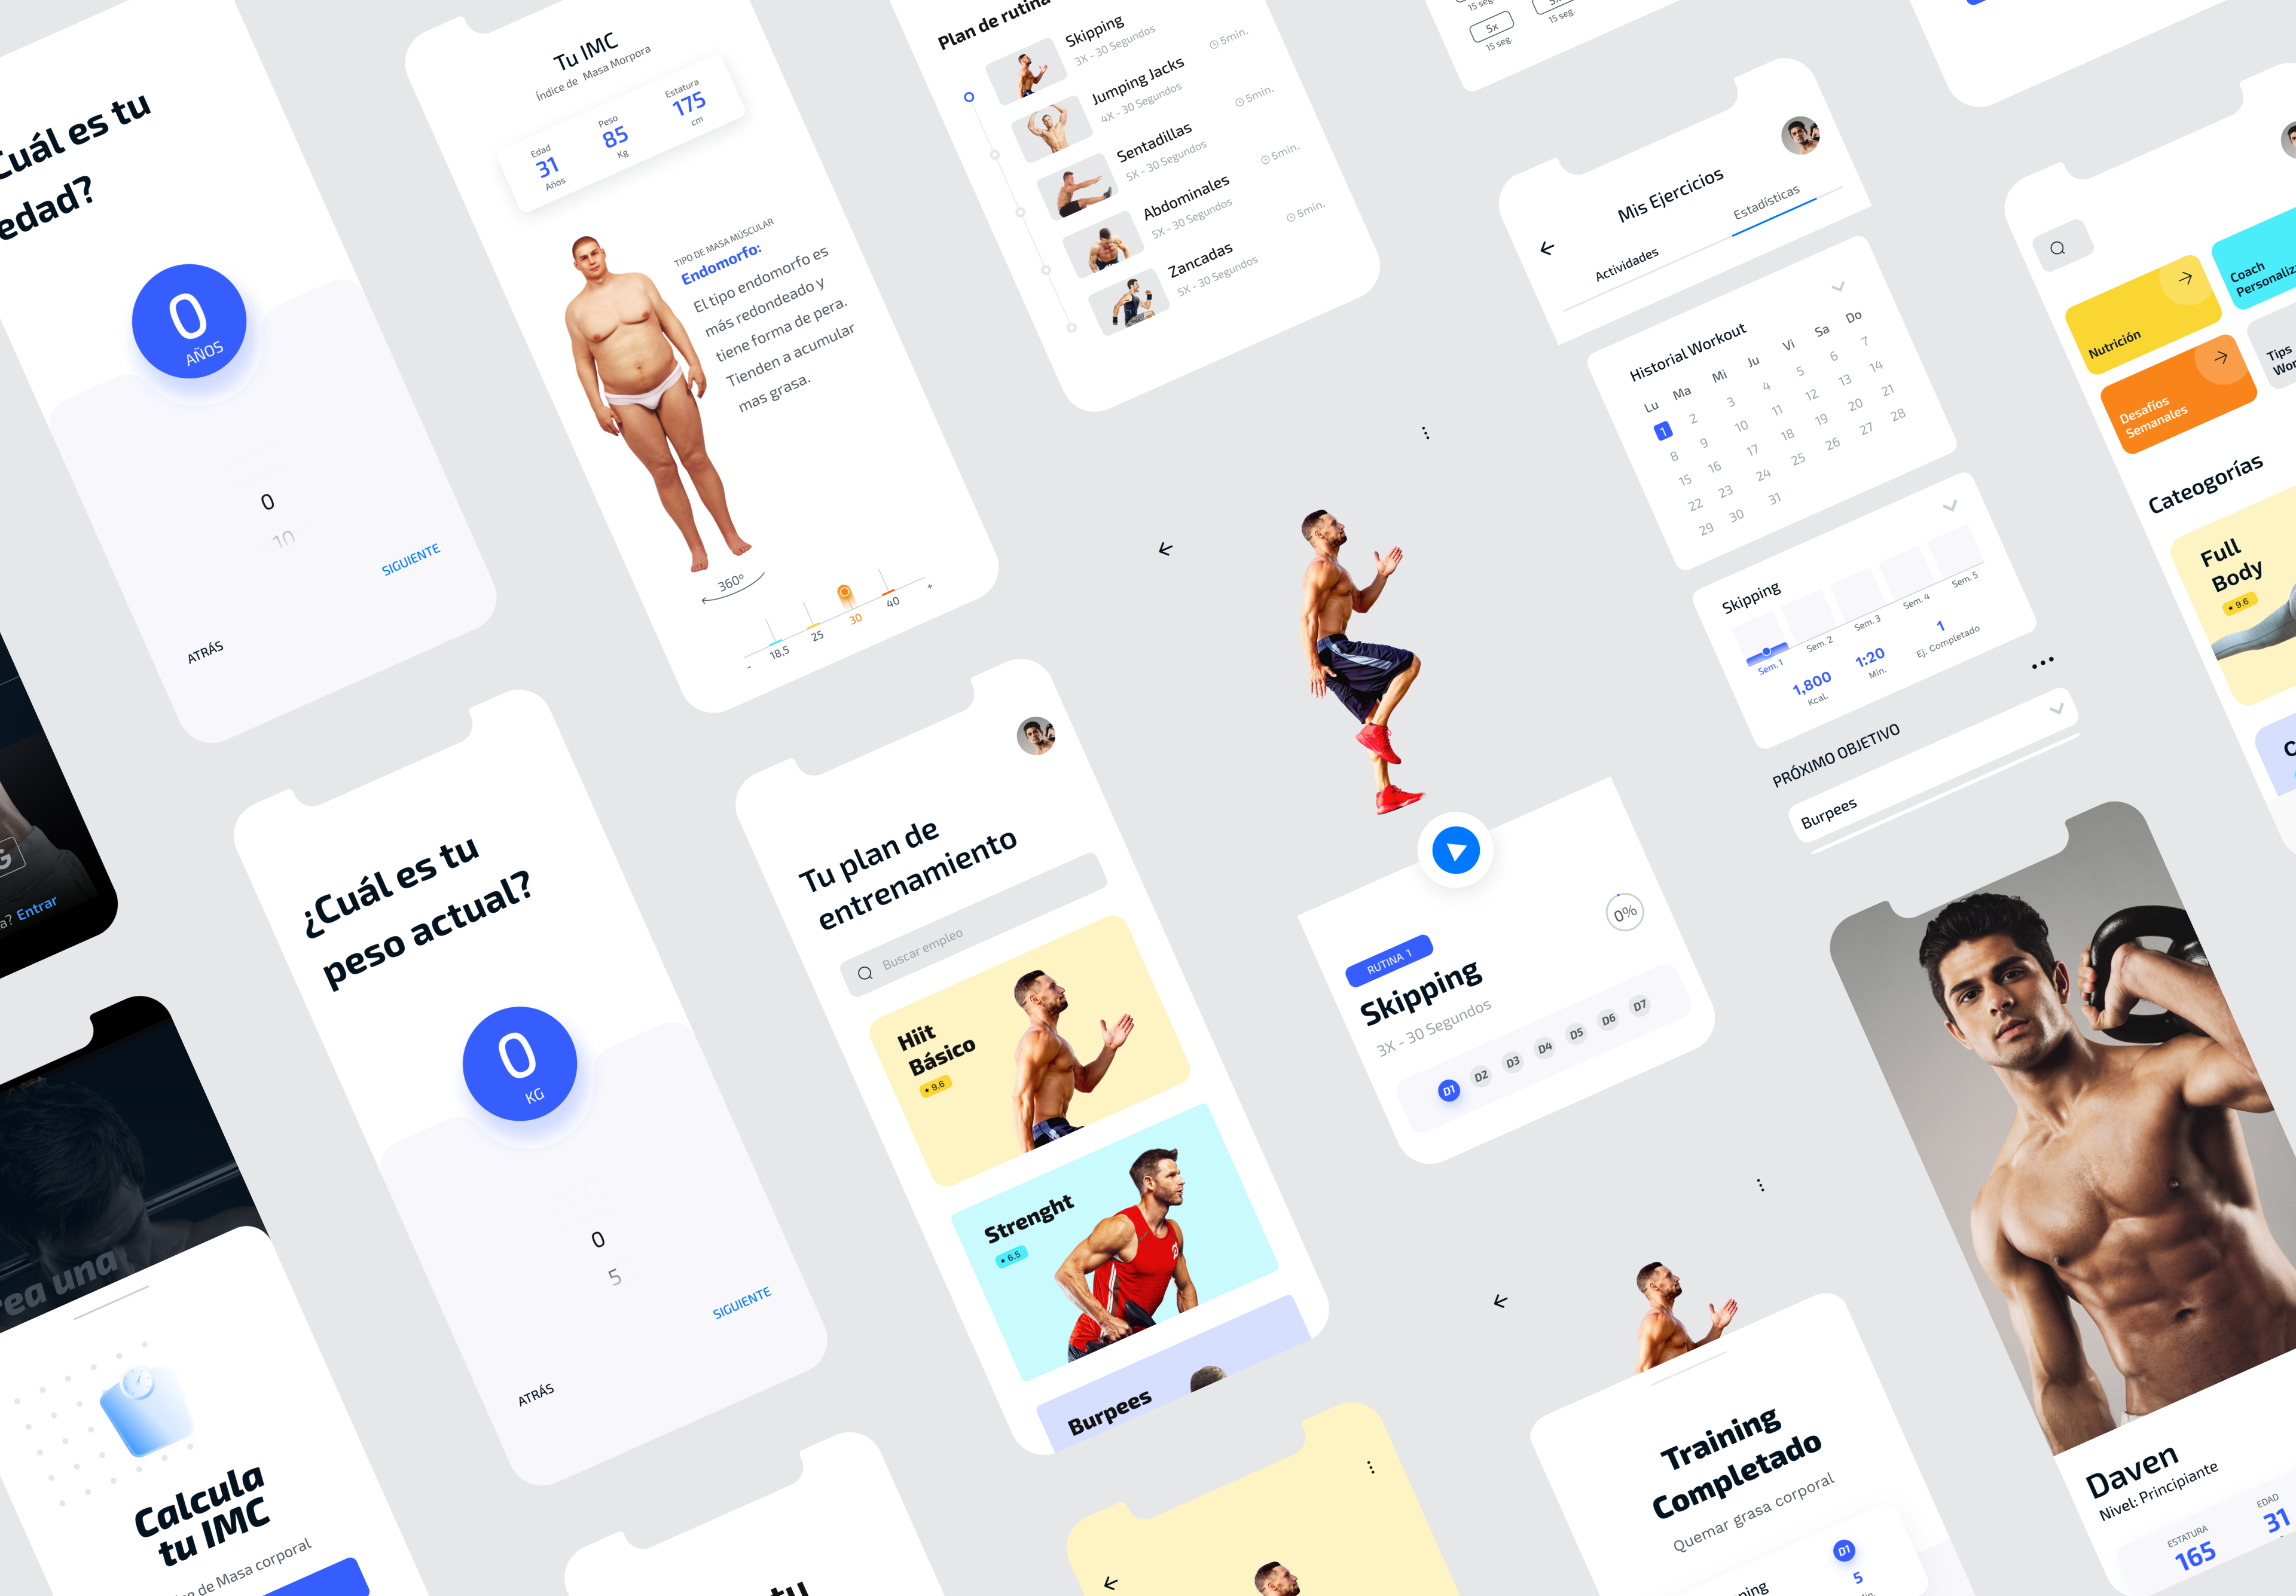 Cuál es tu
edad?
0
AÑOS
0
10
SIGUIENTE
ATRÁS
Tu IMC
Índice de Masa Morpora
Edad
31
Años
Peso
85
Kg
Estatura
175
cm
TIPO DE MASA MÚSCULAR
Endomorfo:
El tipo endomorfo es
más redondeado y
tiene forma de pera.
Tienden a acumular
mas grasa.
360º
- 18,5 25 30 40 +
Plan de rutina
Skipping
3X - 30 Segundos
5min.
Jumping Jacks
4X - 30 Segundos
5min.
Sentadillas
5X - 30 Segundos
5min.
Abdominales
5X - 30 Segundos
5min.
Zancadas
5X - 30 Segundos
15 seg.
5x
15 seg.
15 seg.
Mis Ejercicios
Actividades
Estadísticas
Historial Workout
Lu Ma Mi Ju Vi Sa Do
1 2 3 4 5 6 7
8 9 10 11 12 13 14
15 16 17 18 19 20 21
22 23 24 25 26 27 28
29 30 31
Skipping
Sem. 1 Sem. 2 Sem. 3 Sem. 4 Sem. 5
1,800
Kcal.
1:20
Min.
1
Ej. Completado
PRÓXIMO OBJETIVO
Burpees
Nutrición
Coach
Desafíos
Semanales
Tips
Cateogorías
Full
Body
9.6
Entrar
¿Cuál es tu
peso actual?
0
KG
0
5
SIGUIENTE
ATRÁS
Tu plan de
entrenamiento
Buscar empleo
Hiit
Básico
9.6
Strenght
6.5
Burpees
RUTINA 1
Skipping
3X - 30 Segundos
0%
D1 D2 D3 D4 D5 D6 D7
una
Calcula
tu IMC
de Masa corporal
tu
Training
Completado
Quemar grasa corporal
D1
5
Daven
Nivel: Principiante
ESTATURA
165
EDAD
31